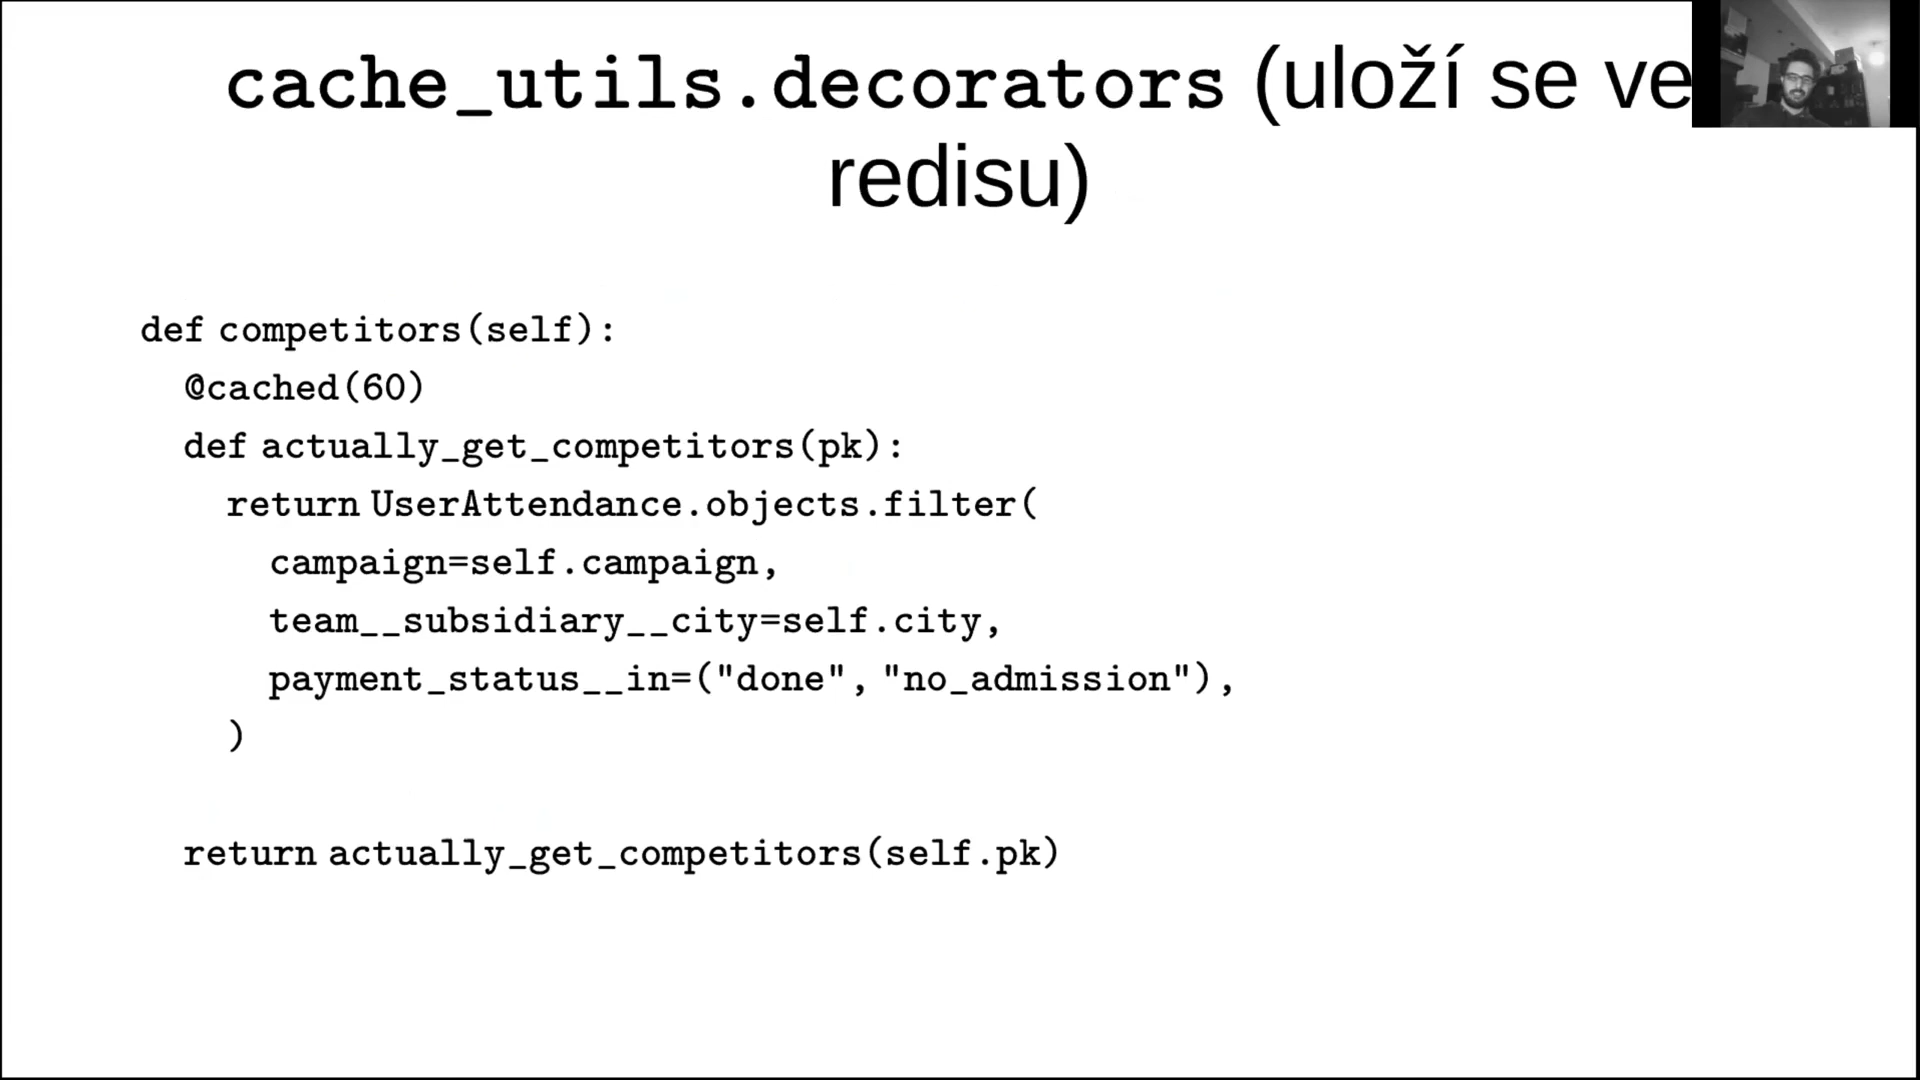 cache_utils.decorators (uloží se ve
redisu)
def competitors(self):
@cached(60)
def actually_get_competitors(pk):
return UserAttendance.objects.filter(
campaign=self.campaign,
team__subsidiary__city=self.city,
payment_status__in=("done", "no_admission"),
)
return actually_get_competitors(self.pk)